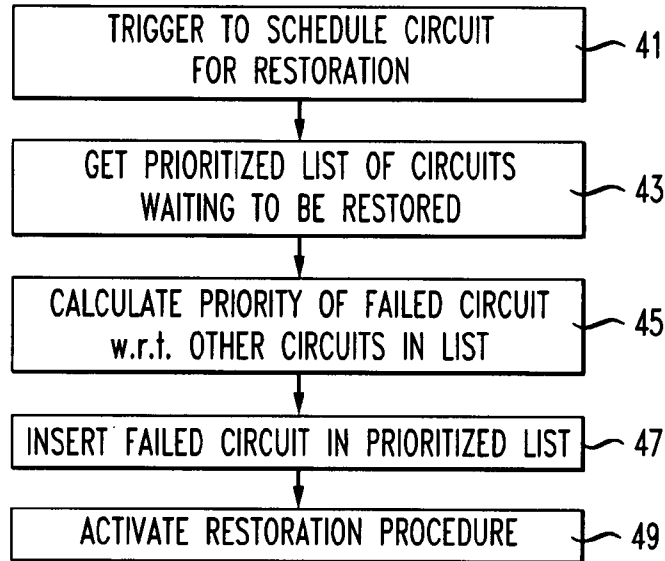 TRIGGER TO SCHEDULE CIRCUIT
FOR RESTORATION
41
GET PRIORITIZED LIST OF CIRCUITS
WAITING TO BE RESTORED
43
CALCULATE PRIORITY OF FAILED CIRCUIT
w.r.t. OTHER CIRCUITS IN LIST
45
INSERT FAILED CIRCUIT IN PRIORITIZED LIST
47
ACTIVATE RESTORATION PROCEDURE
49